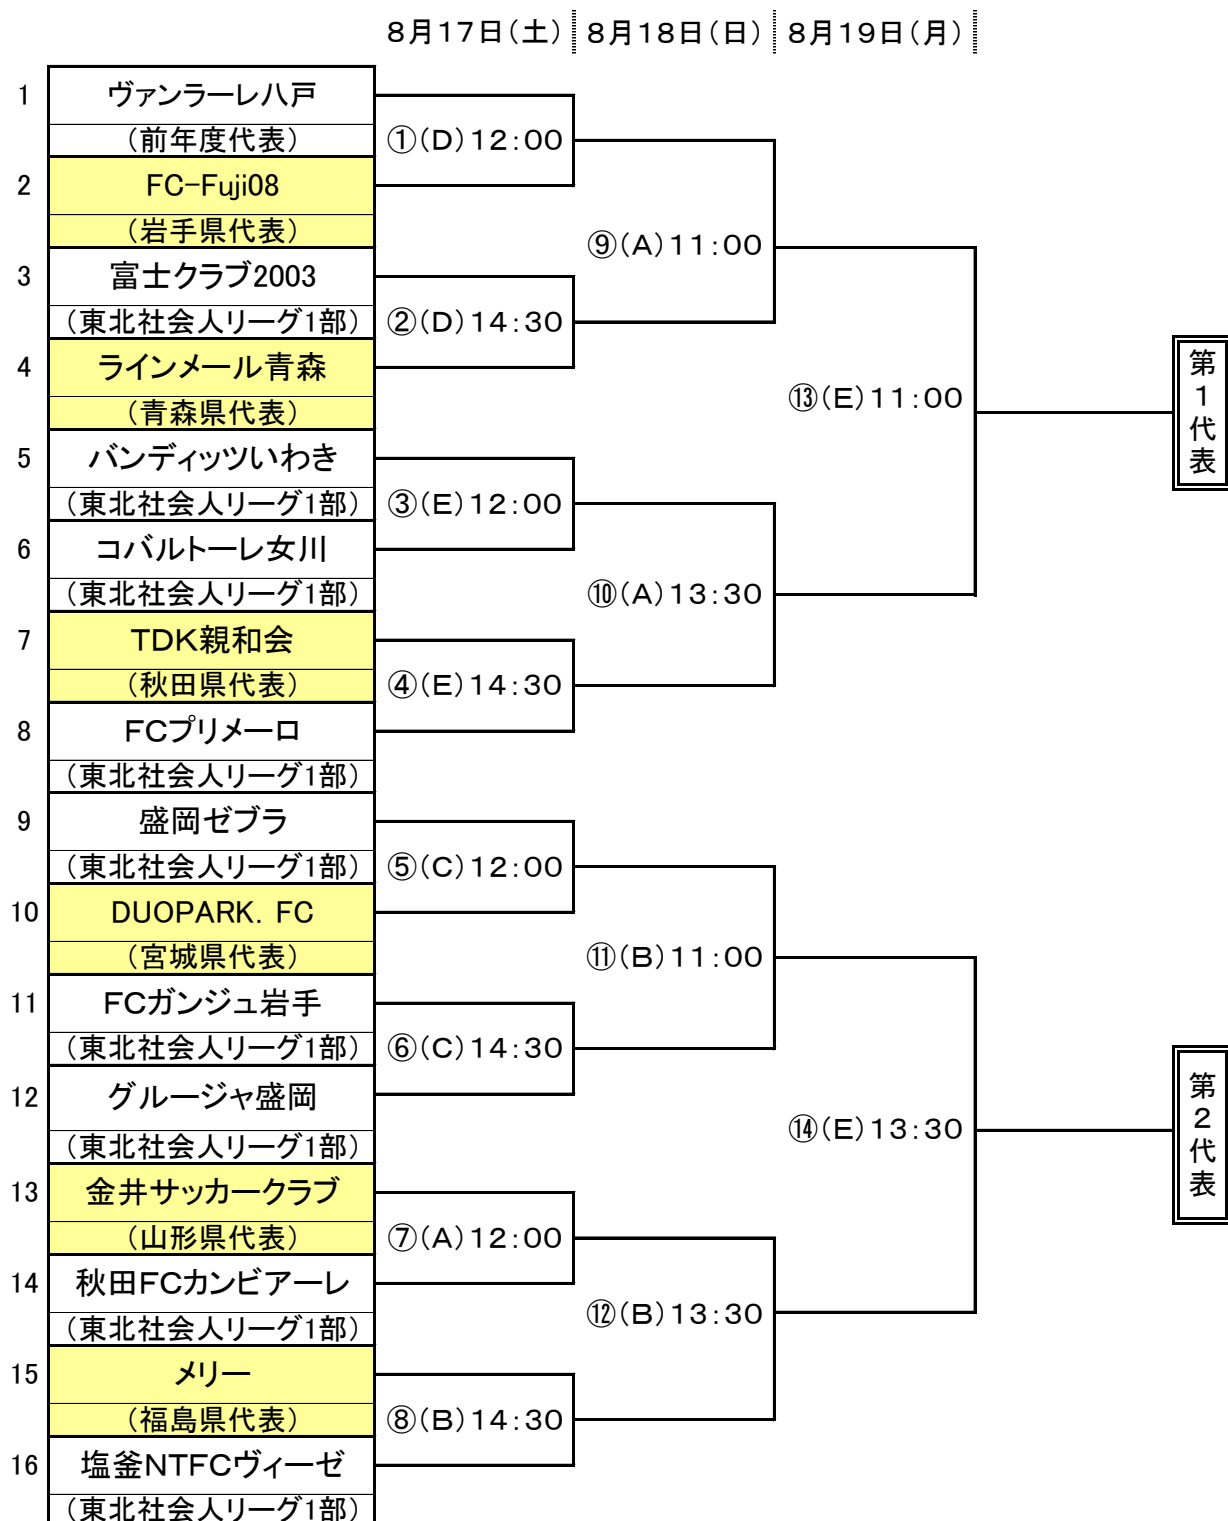 8月17日(土) 8月18日(日) 8月19日(月)
1 ヴァンラーレ八戸
(前年度代表) ①(D)12:00
2 FC-Fuji08
(岩手県代表) ⑨(A)11:00
3 富士クラブ2003
(東北社会人リーグ1部) ②(D)14:30
4 ラインメール青森 ⑬(E)11:00 第1代表
(青森県代表)
5 バンディッツいわき
(東北社会人リーグ1部) ③(E)12:00
6 コバルトーレ女川
(東北社会人リーグ1部) ⑩(A)13:30
7 TDK親和会
(秋田県代表) ④(E)14:30
8 FCプリメーロ
(東北社会人リーグ1部)
9 盛岡ゼブラ
(東北社会人リーグ1部) ⑤(C)12:00
10 DUOPARK. FC
(宮城県代表) ⑪(B)11:00
11 FCガンジュ岩手
(東北社会人リーグ1部) ⑥(C)14:30
12 グルージャ盛岡 ⑭(E)13:30 第2代表
(東北社会人リーグ1部)
13 金井サッカークラブ
(山形県代表) ⑦(A)12:00
14 秋田FCカンビアーレ
(東北社会人リーグ1部) ⑫(B)13:30
15 メリー
(福島県代表) ⑧(B)14:30
16 塩釜NTFCヴィーゼ
(東北社会人リーグ1部)